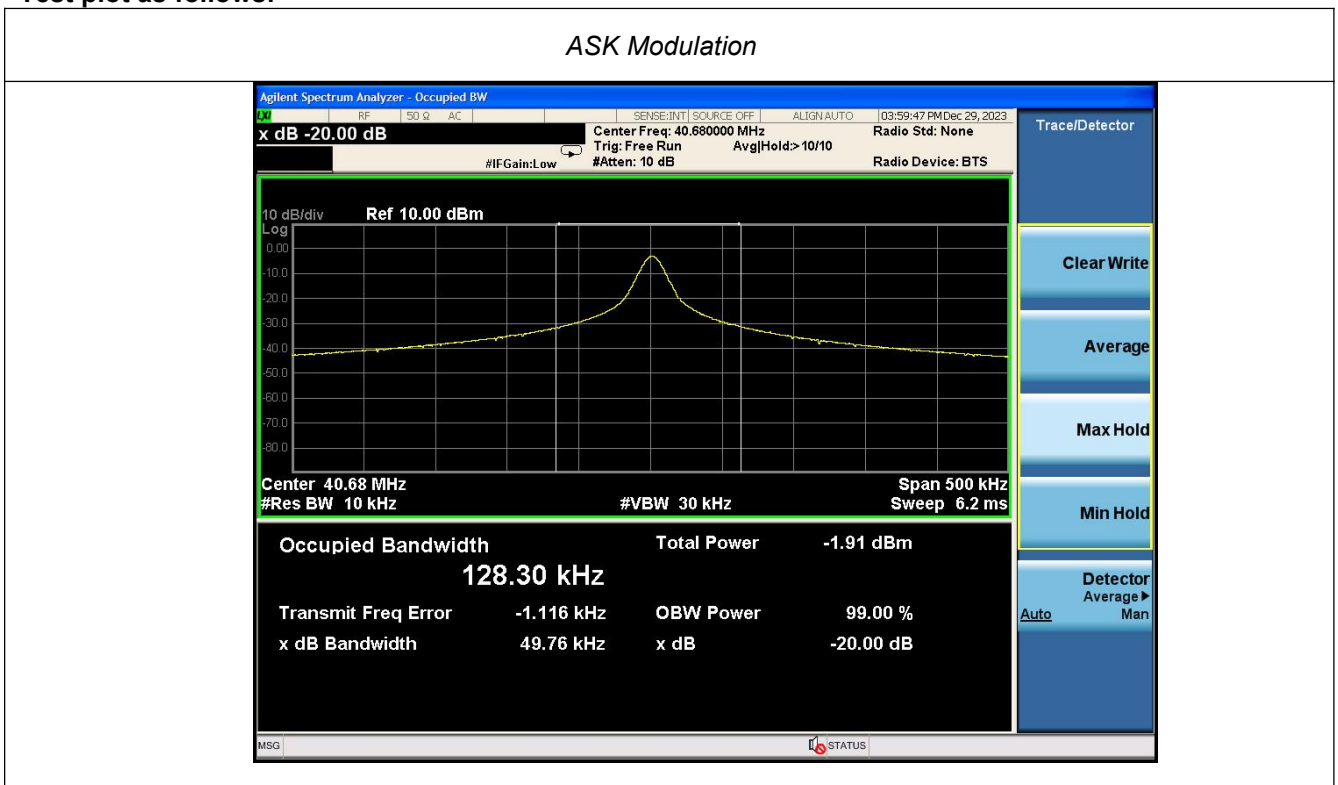 Test plot as follows:
ASK Modulation
Agilent Spectrum Analyzer - Occupied BW
LXI RF 50 Ω AC SENSE:INT SOURCE OFF ALIGN AUTO 03:59:47 PM Dec 29, 2023
x dB -20.00 dB Center Freq: 40.680000 MHz Radio Std: None
Trig: Free Run Avg|Hold:> 10/10
#IFGain:Low #Atten: 10 dB Radio Device: BTS
Trace/Detector
10 dB/div Ref 10.00 dBm
Log
0.00
-10.0
-20.0
-30.0
-40.0
-50.0
-60.0
-70.0
-80.0
Center 40.68 MHz Span 500 kHz
#Res BW 10 kHz #VBW 30 kHz Sweep 6.2 ms
Occupied Bandwidth Total Power -1.91 dBm
128.30 kHz
Transmit Freq Error -1.116 kHz OBW Power 99.00 %
x dB Bandwidth 49.76 kHz x dB -20.00 dB
Clear Write
Average
Max Hold
Min Hold
Detector
Average▶
Auto Man
MSG STATUS